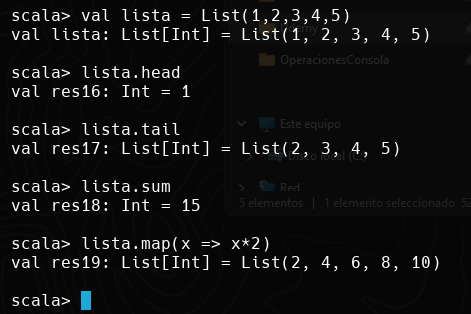 scala> val lista = List(1,2,3,4,5)
val lista: List[Int] = List(1, 2, 3, 4, 5)
scala> lista.head
val res16: Int = 1
scala> lista.tail
val res17: List[Int] = List(2, 3, 4, 5)
scala> lista.sum
val res18: Int = 15
scala> lista.map(x => x*2)
val res19: List[Int] = List(2, 4, 6, 8, 10)
scala>
OperacionesConsola
Este equipo
Disco local (C:)
Red
5 elementos | 1 elemento seleccionado